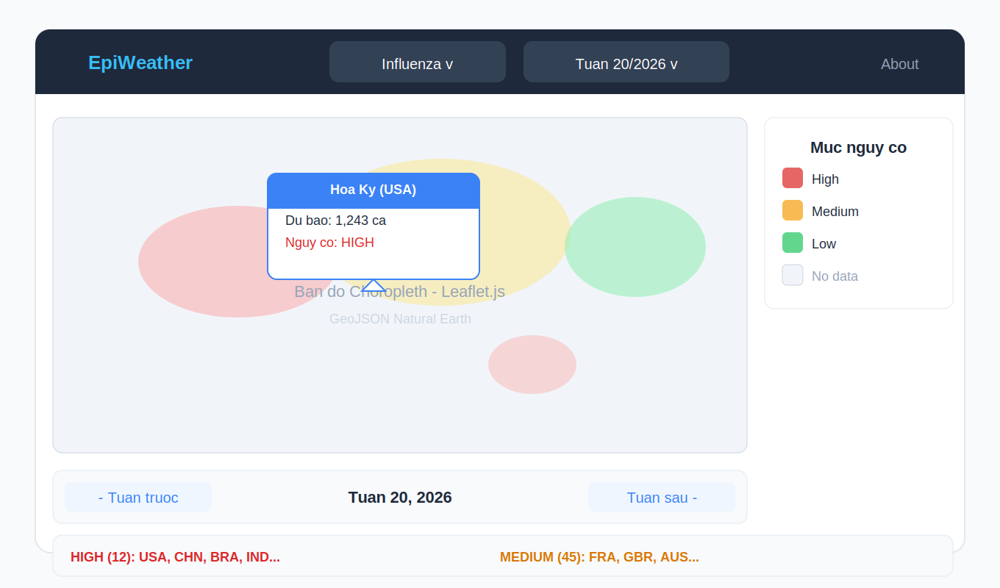 EpiWeather
Influenza v
Tuan 20/2026 v
About
Hoa Ky (USA)
Du bao: 1,243 ca
Nguy co: HIGH
Ban do Choropleth - Leaflet.js
GeoJSON Natural Earth
Muc nguy co
High
Medium
Low
No data
- Tuan truoc
Tuan 20, 2026
Tuan sau -
HIGH (12): USA, CHN, BRA, IND...
MEDIUM (45): FRA, GBR, AUS...